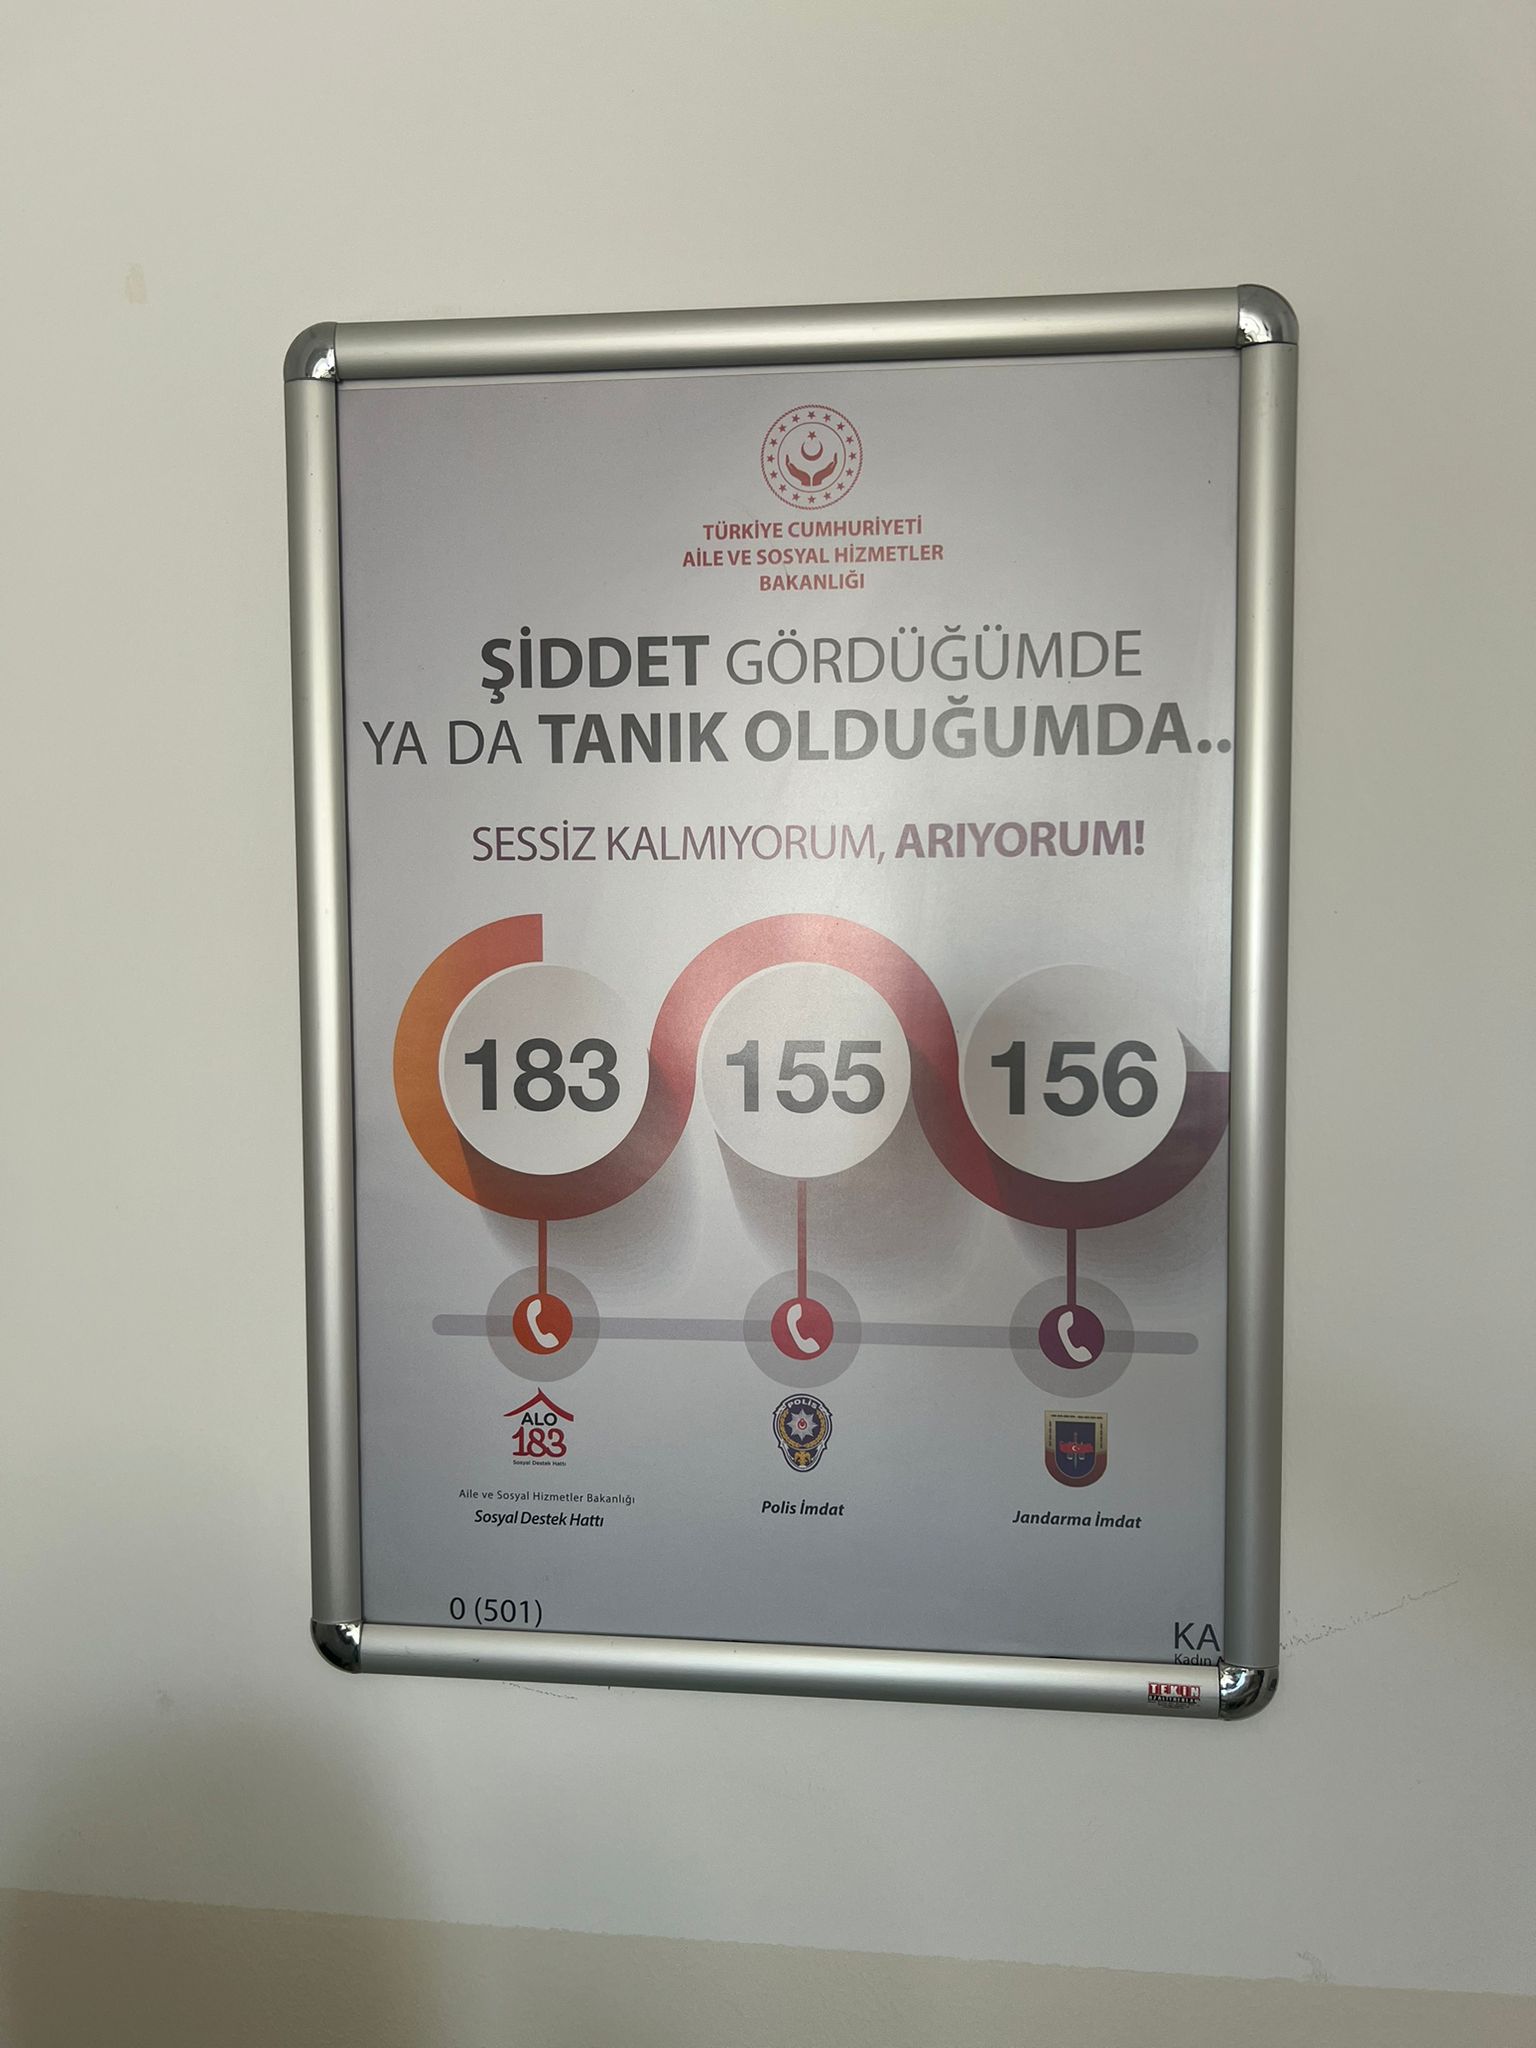 TÜRKİYE CUMHURİYETİ
AİLE VE SOSYAL HİZMETLER
BAKANLIĞI
ŞİDDET GÖRDÜĞÜMDE
YA DA TANIK OLDUĞUMDA..
SESSİZ KALMIYORUM, ARIYORUM!
183 155 156
ALO
183
Sosyal Destek Hattı
POLİS
Aile ve Sosyal Hizmetler Bakanlığı
Sosyal Destek Hattı
Polis İmdat
Jandarma İmdat
0 (501)
KA
Kadın
TEKİN